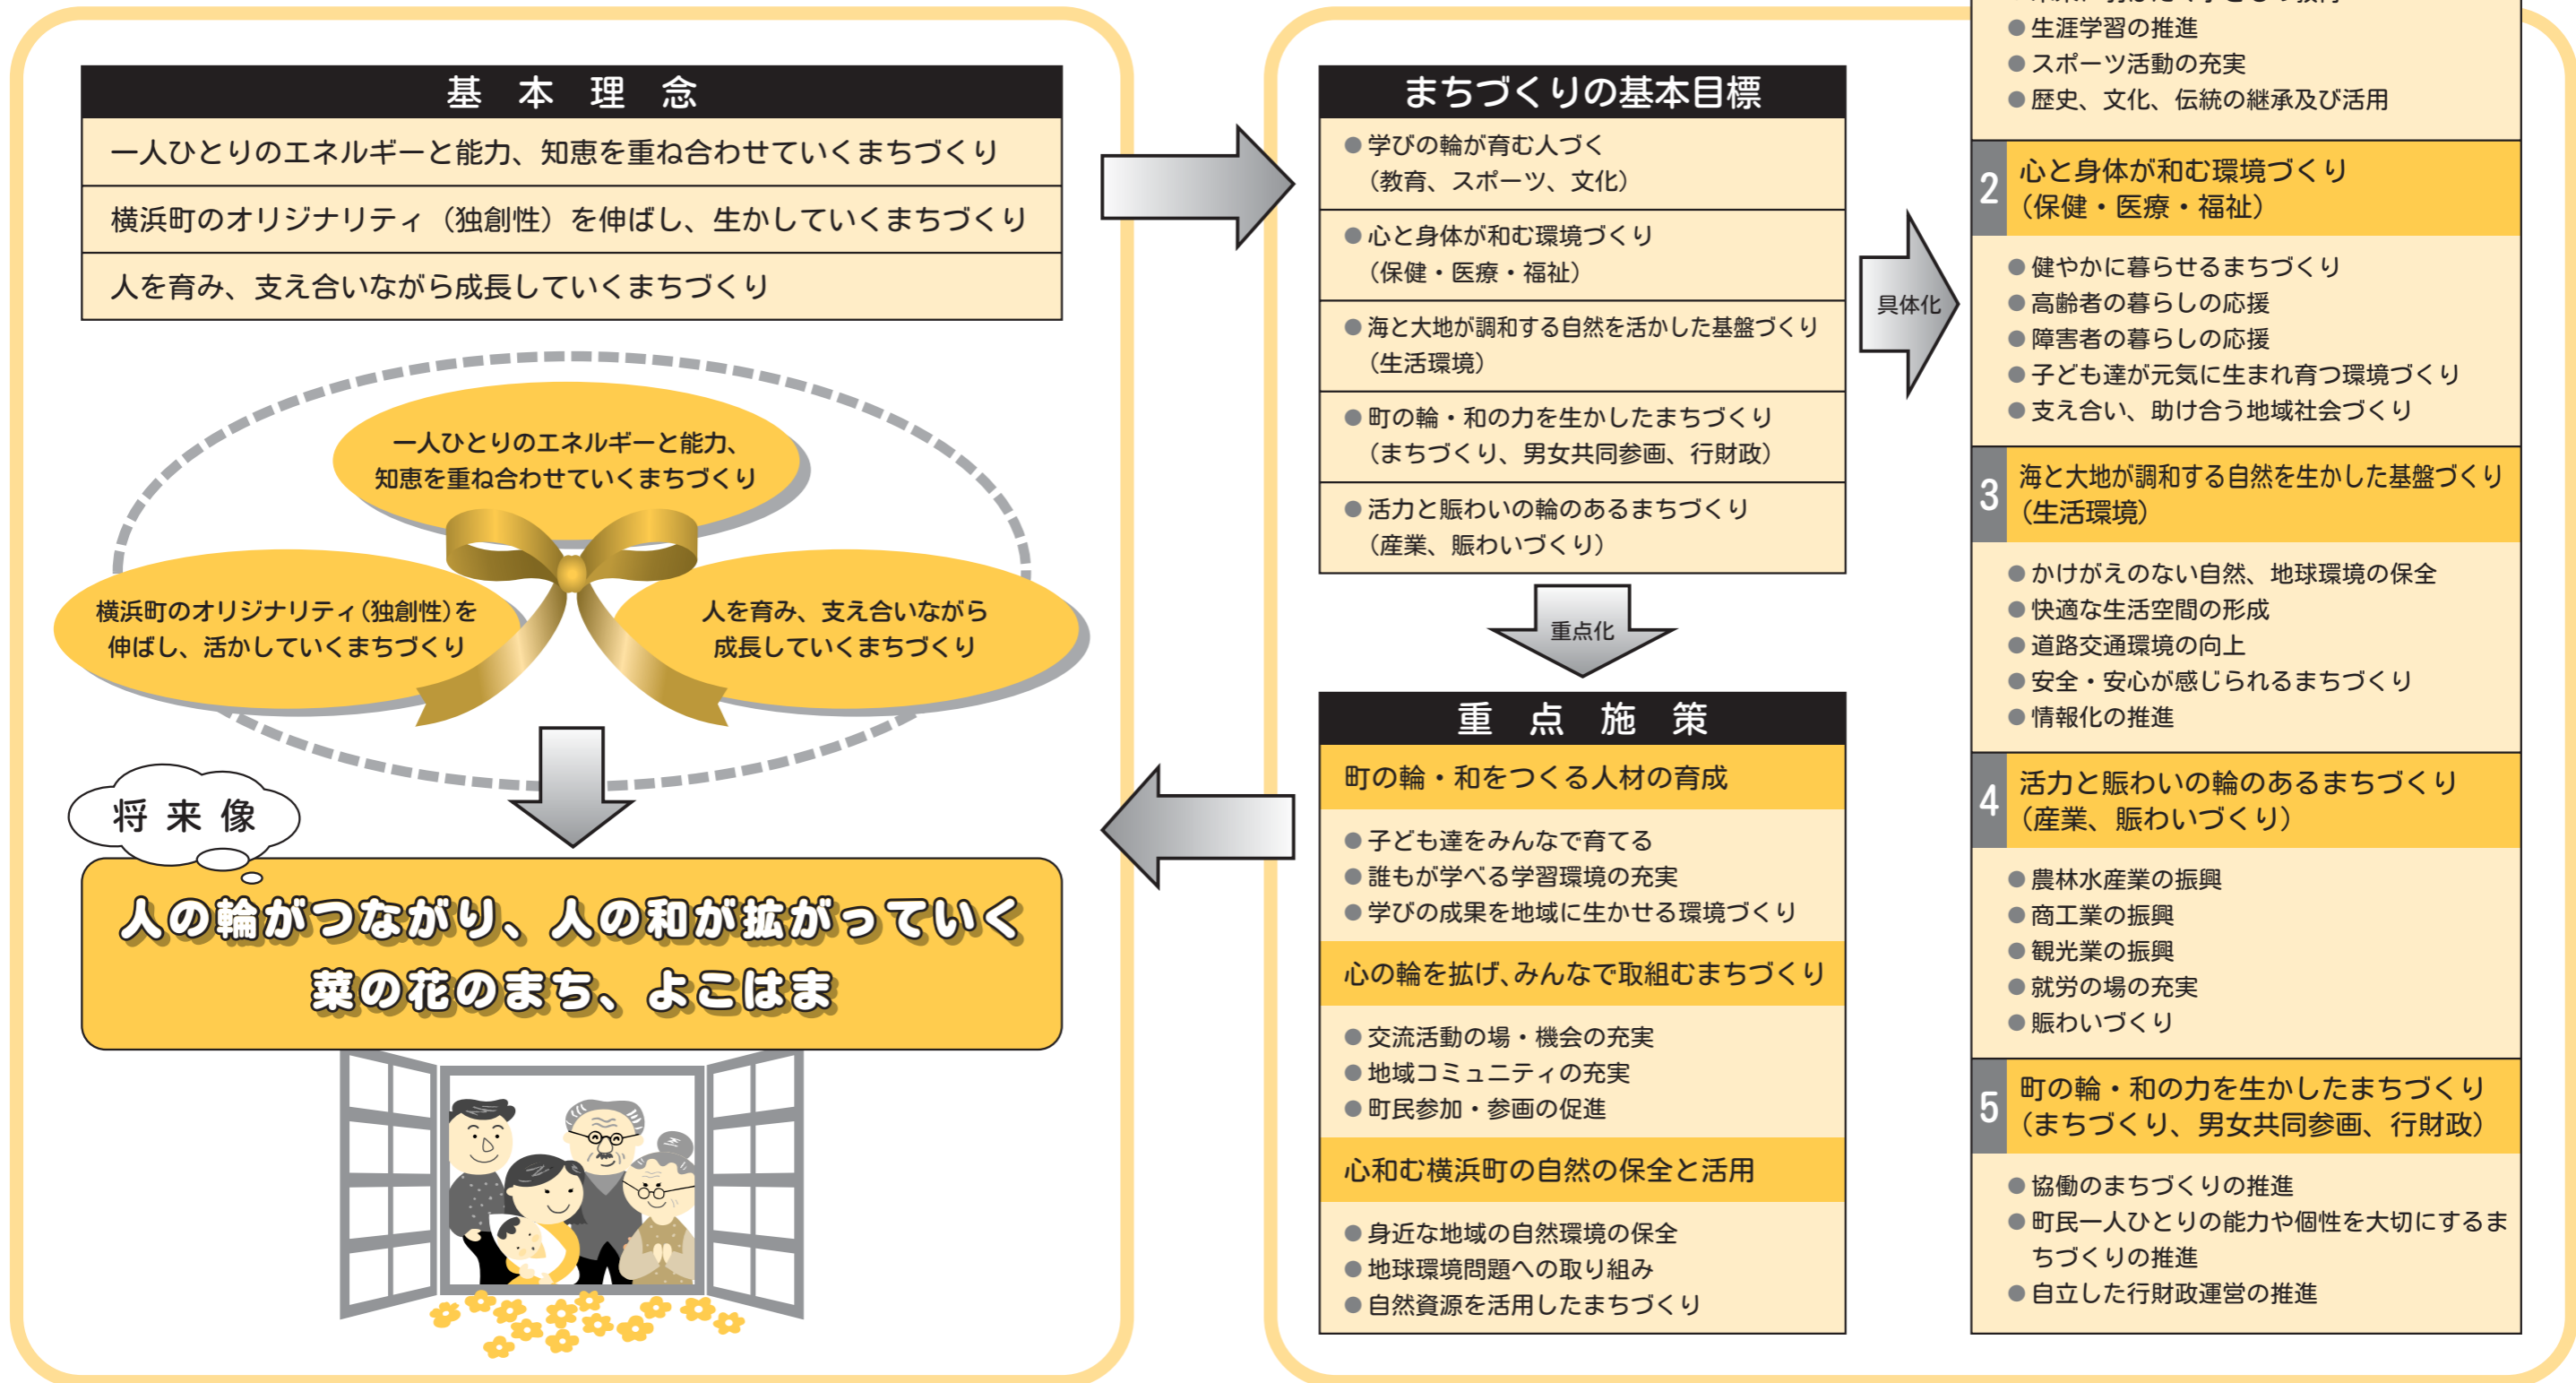 基本理念
一人ひとりのエネルギーと能力、知恵を重ね合わせていくまちづくり
横浜町のオリジナリティ（独創性）を伸ばし、生かしていくまちづくり
人を育み、支え合いながら成長していくまちづくり
一人ひとりのエネルギーと能力、
知恵を重ね合わせていくまちづくり
横浜町のオリジナリティ（独創性）を
伸ばし、活かしていくまちづくり
人を育み、支え合いながら
成長していくまちづくり
将来像
人の輪がつながり、人の和が拡がっていく
菜の花のまち、よこはま
まちづくりの基本目標
●学びの輪が育む人づく
（教育、スポーツ、文化）
●心と身体が和む環境づくり
（保健・医療・福祉）
●海と大地が調和する自然を活かした基盤づくり
（生活環境）
●町の輪・和の力を生かしたまちづくり
（まちづくり、男女共同参画、行財政）
●活力と賑わいの輪のあるまちづくり
（産業、賑わいづくり）
重点化
重点施策
町の輪・和をつくる人材の育成
●子ども達をみんなで育てる
●誰もが学べる学習環境の充実
●学びの成果を地域に生かせる環境づくり
心の輪を拡げ、みんなで取組むまちづくり
●交流活動の場・機会の充実
●地域コミュニティの充実
●町民参加・参画の促進
心和む横浜町の自然の保全と活用
●身近な地域の自然環境の保全
●地球環境問題への取り組み
●自然資源を活用したまちづくり
具体化
●生涯学習の推進
●スポーツ活動の充実
●歴史、文化、伝統の継承及び活用
2 心と身体が和む環境づくり
（保健・医療・福祉）
●健やかに暮らせるまちづくり
●高齢者の暮らしの応援
●障害者の暮らしの応援
●子ども達が元気に生まれ育つ環境づくり
●支え合い、助け合う地域社会づくり
3 海と大地が調和する自然を生かした基盤づくり
（生活環境）
●かけがえのない自然、地球環境の保全
●快適な生活空間の形成
●道路交通環境の向上
●安全・安心が感じられるまちづくり
●情報化の推進
4 活力と賑わいの輪のあるまちづくり
（産業、賑わいづくり）
●農林水産業の振興
●商工業の振興
●観光業の振興
●就労の場の充実
●賑わいづくり
5 町の輪・和の力を生かしたまちづくり
（まちづくり、男女共同参画、行財政）
●協働のまちづくりの推進
●町民一人ひとりの能力や個性を大切にするま
ちづくりの推進
●自立した行財政運営の推進